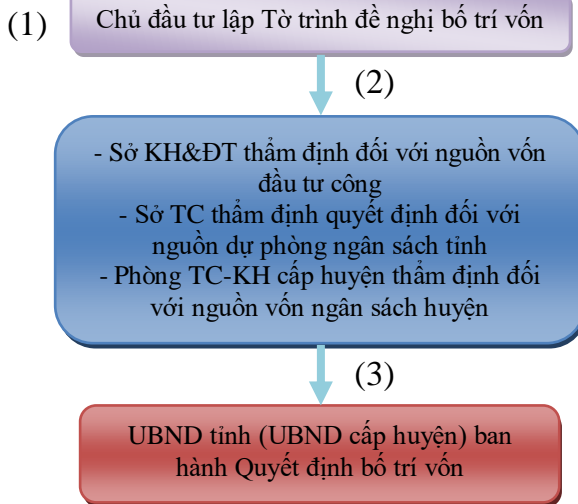 (1)
Chủ đầu tư lập Tờ trình đề nghị bố trí vốn
(2)
- Sở KH&ĐT thẩm định đối với nguồn vốn
đầu tư công
- Sở TC thẩm định quyết định đối với
nguồn dự phòng ngân sách tỉnh
- Phòng TC-KH cấp huyện thẩm định đối
với nguồn vốn ngân sách huyện
(3)
UBND tỉnh (UBND cấp huyện) ban
hành Quyết định bố trí vốn